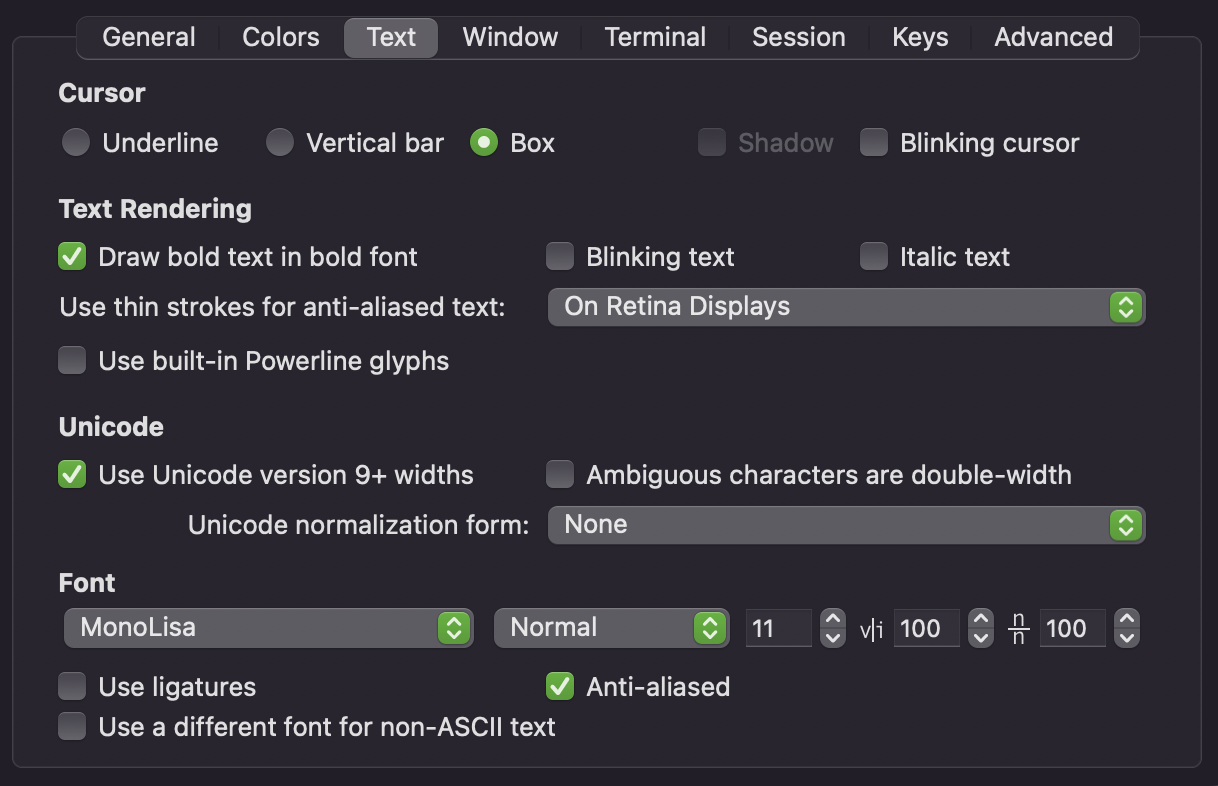 General Colors Text Window Terminal Session Keys Advanced
Cursor
Underline Vertical bar Box Shadow Blinking cursor
Text Rendering
Draw bold text in bold font Blinking text Italic text
Use thin strokes for anti-aliased text: On Retina Displays
Use built-in Powerline glyphs
Unicode
Use Unicode version 9+ widths Ambiguous characters are double-width
Unicode normalization form: None
Font
MonoLisa Normal 11 v|i 100 n/n 100
Use ligatures Anti-aliased
Use a different font for non-ASCII text